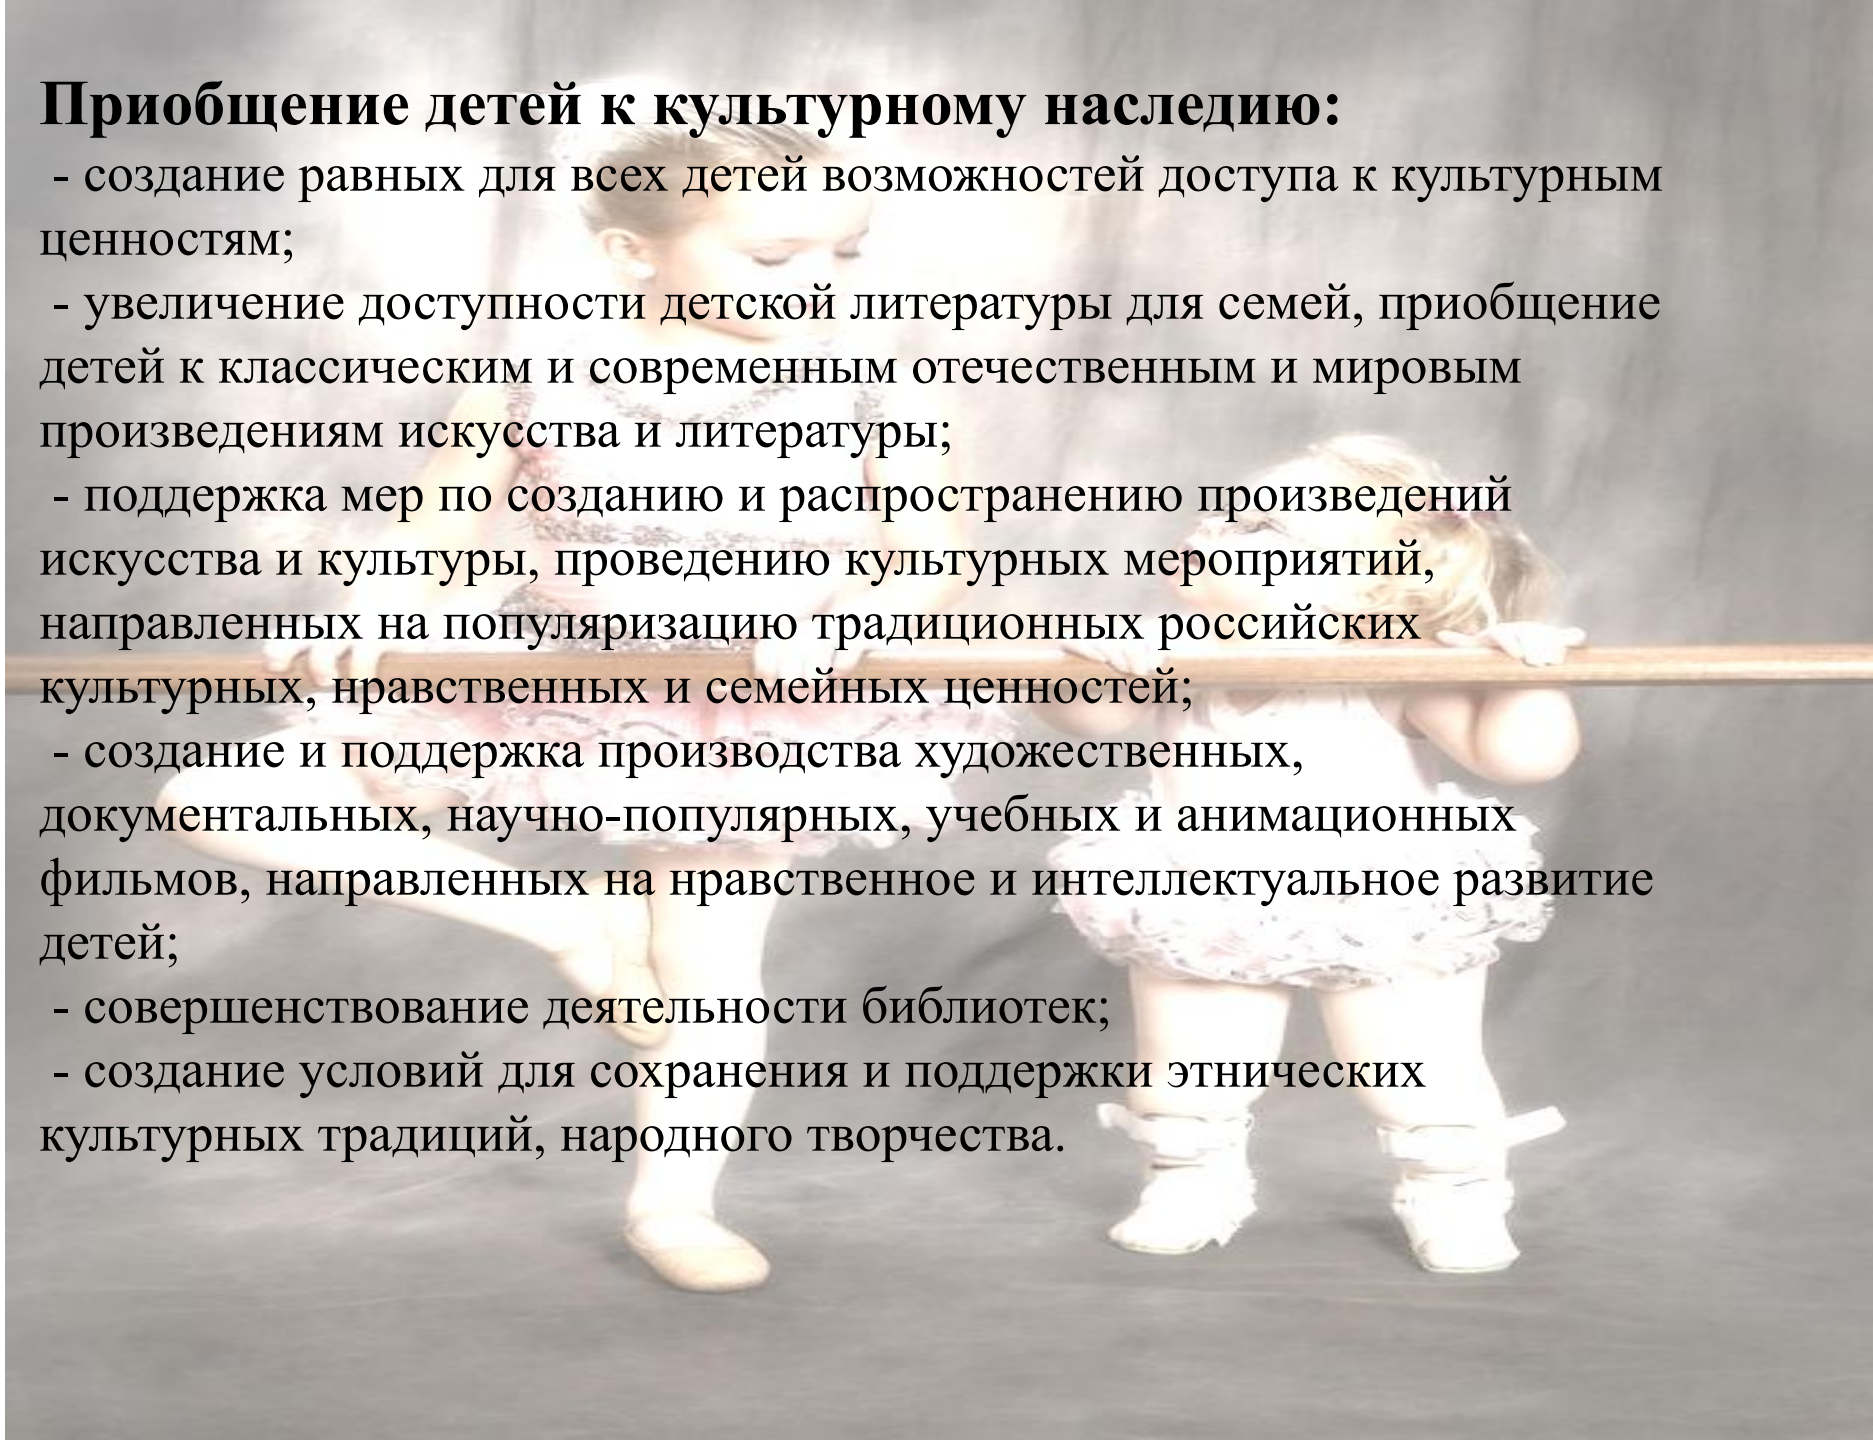 Приобщение детей к культурному наследию:
- создание равных для всех детей возможностей доступа к культурным
ценностям;
- увеличение доступности детской литературы для семей, приобщение
детей к классическим и современным отечественным и мировым
произведениям искусства и литературы;
- поддержка мер по созданию и распространению произведений
искусства и культуры, проведению культурных мероприятий,
направленных на популяризацию традиционных российских
культурных, нравственных и семейных ценностей;
- создание и поддержка производства художественных,
документальных, научно-популярных, учебных и анимационных
фильмов, направленных на нравственное и интеллектуальное развитие
детей;
- совершенствование деятельности библиотек;
- создание условий для сохранения и поддержки этнических
культурных традиций, народного творчества.